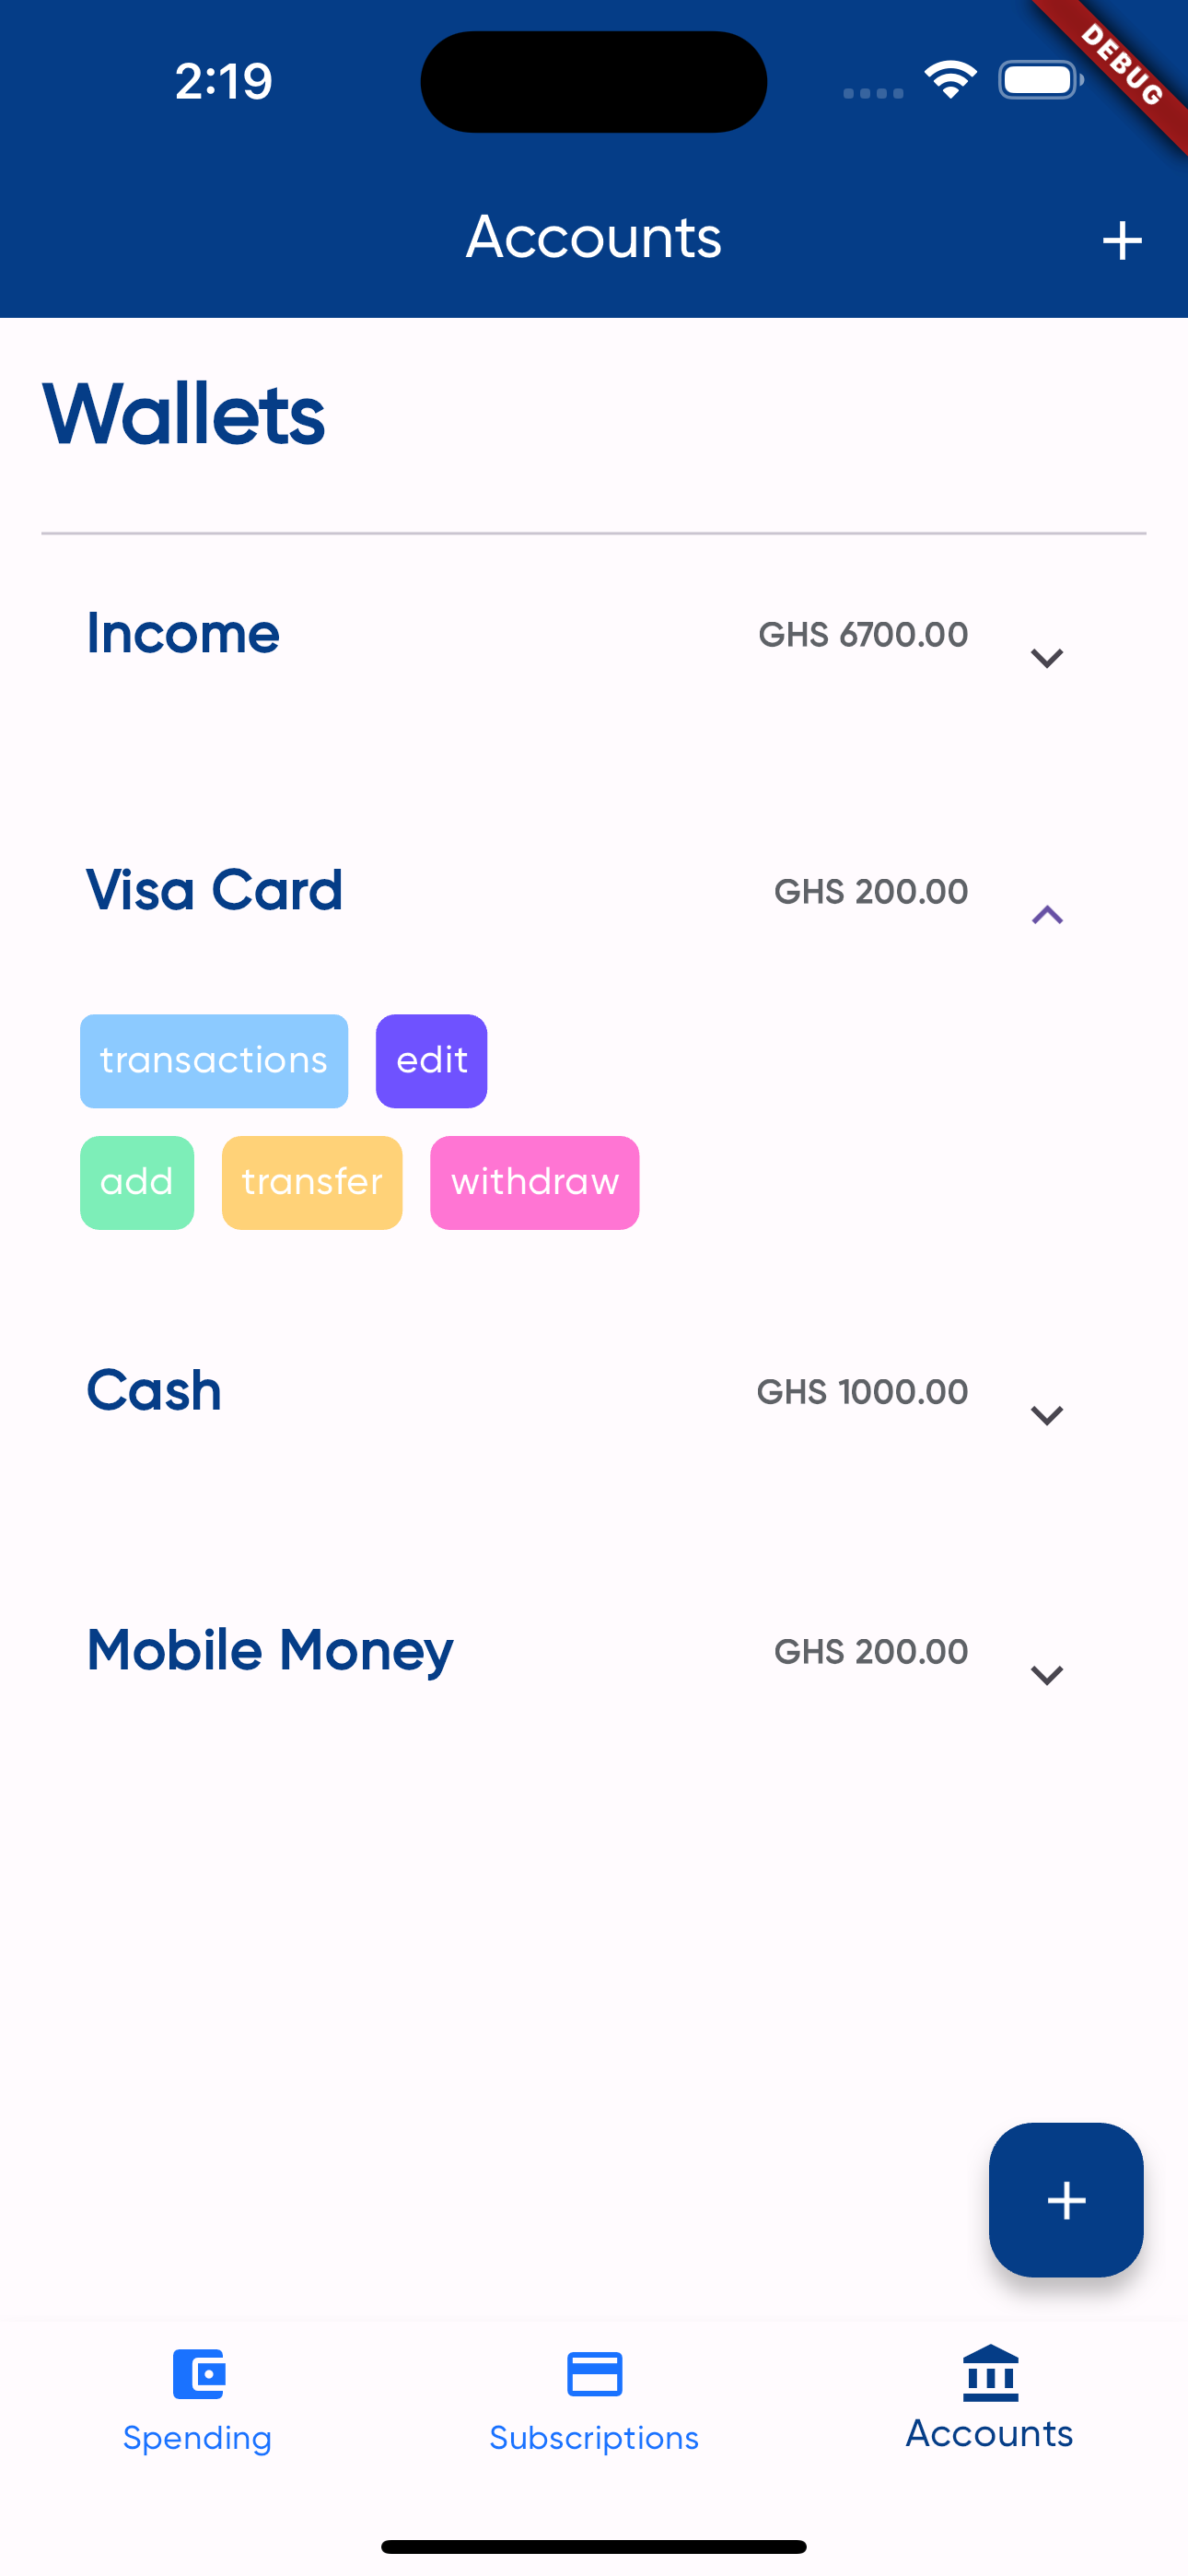 2:19
DEBUG
Accounts
Wallets
Income GHS 6700.00
Visa Card GHS 200.00
transactions edit
add transfer withdraw
Cash GHS 1000.00
Mobile Money GHS 200.00
Spending Subscriptions Accounts